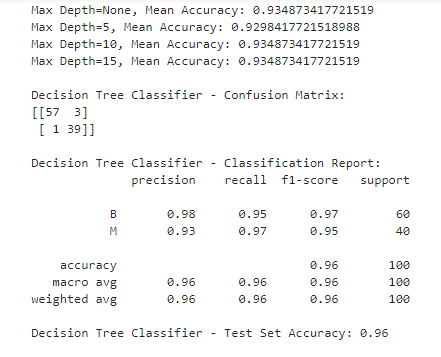 Max Depth=None, Mean Accuracy: 0.934873417721519
Max Depth=5, Mean Accuracy: 0.9298417721518988
Max Depth=10, Mean Accuracy: 0.934873417721519
Max Depth=15, Mean Accuracy: 0.934873417721519
Decision Tree Classifier - Confusion Matrix:
[[57  3]
 [ 1 39]]
Decision Tree Classifier - Classification Report:
              precision    recall  f1-score   support
           B       0.98      0.95      0.97        60
           M       0.93      0.97      0.95        40
    accuracy                           0.96       100
   macro avg       0.96      0.96      0.96       100
weighted avg       0.96      0.96      0.96       100
Decision Tree Classifier - Test Set Accuracy: 0.96